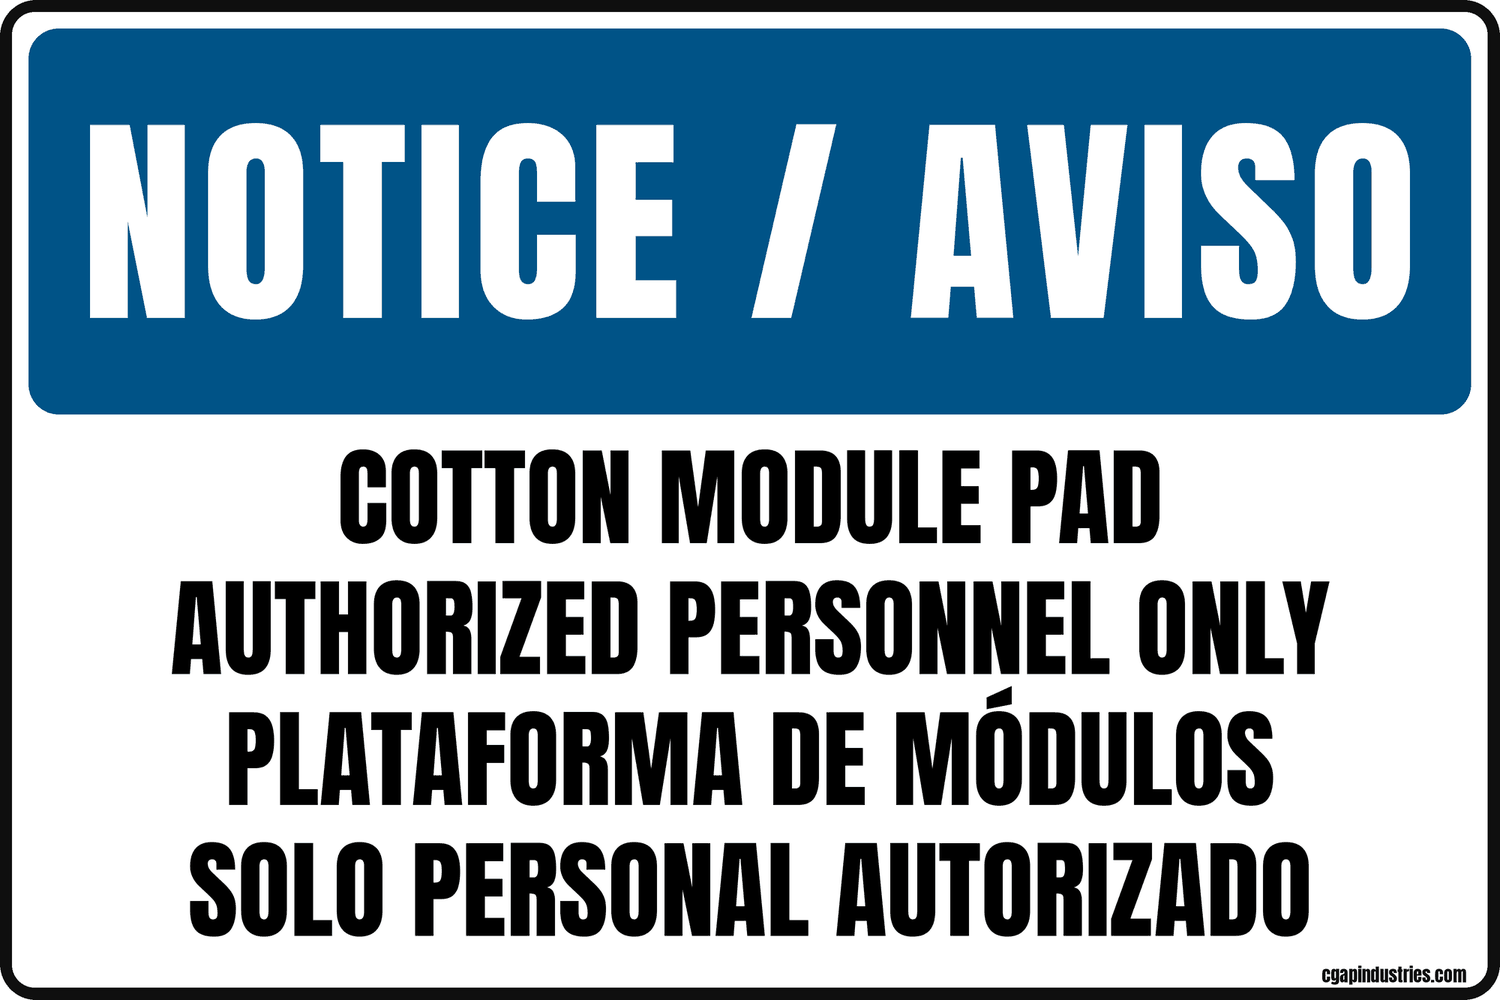 NOTICE / AVISO
COTTON MODULE PAD
AUTHORIZED PERSONNEL ONLY
PLATAFORMA DE MÓDULOS
SOLO PERSONAL AUTORIZADO
cgapindustries.com